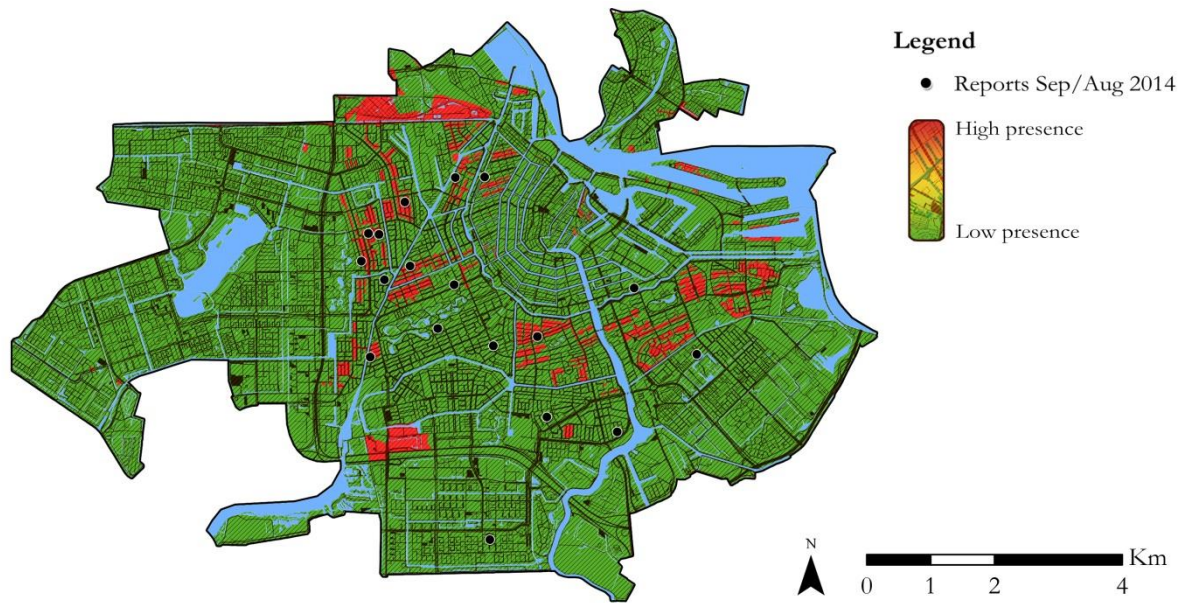 Legend
Reports Sep/Aug 2014
High presence
Low presence
N
Km
0 1 2 4